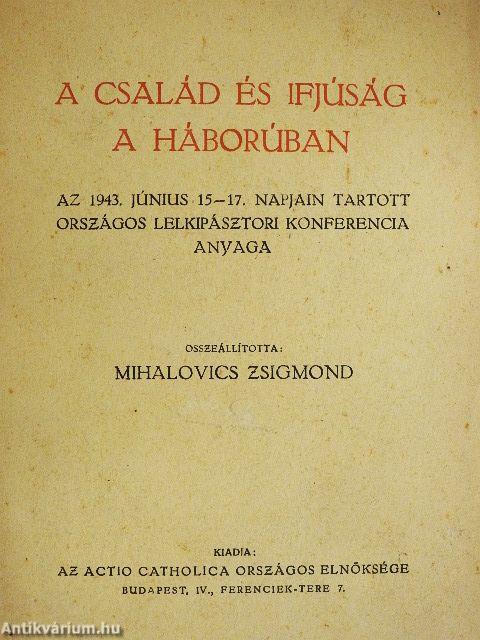 A CSALÁD ÉS IFJÚSÁG
A HÁBORÚBAN
AZ 1943. JÚNIUS 15—17. NAPJAIN TARTOTT
ORSZÁGOS LELKIPÁSZTORI KONFERENCIA
ANYAGA
ÖSSZEÁLLÍTOTTA:
MIHALOVICS ZSIGMOND
KIADJA:
AZ ACTIO CATHOLICA ORSZÁGOS ELNÖKSÉGE
BUDAPEST, IV., FERENCIEK-TERE 7.
Antikvárium.hu